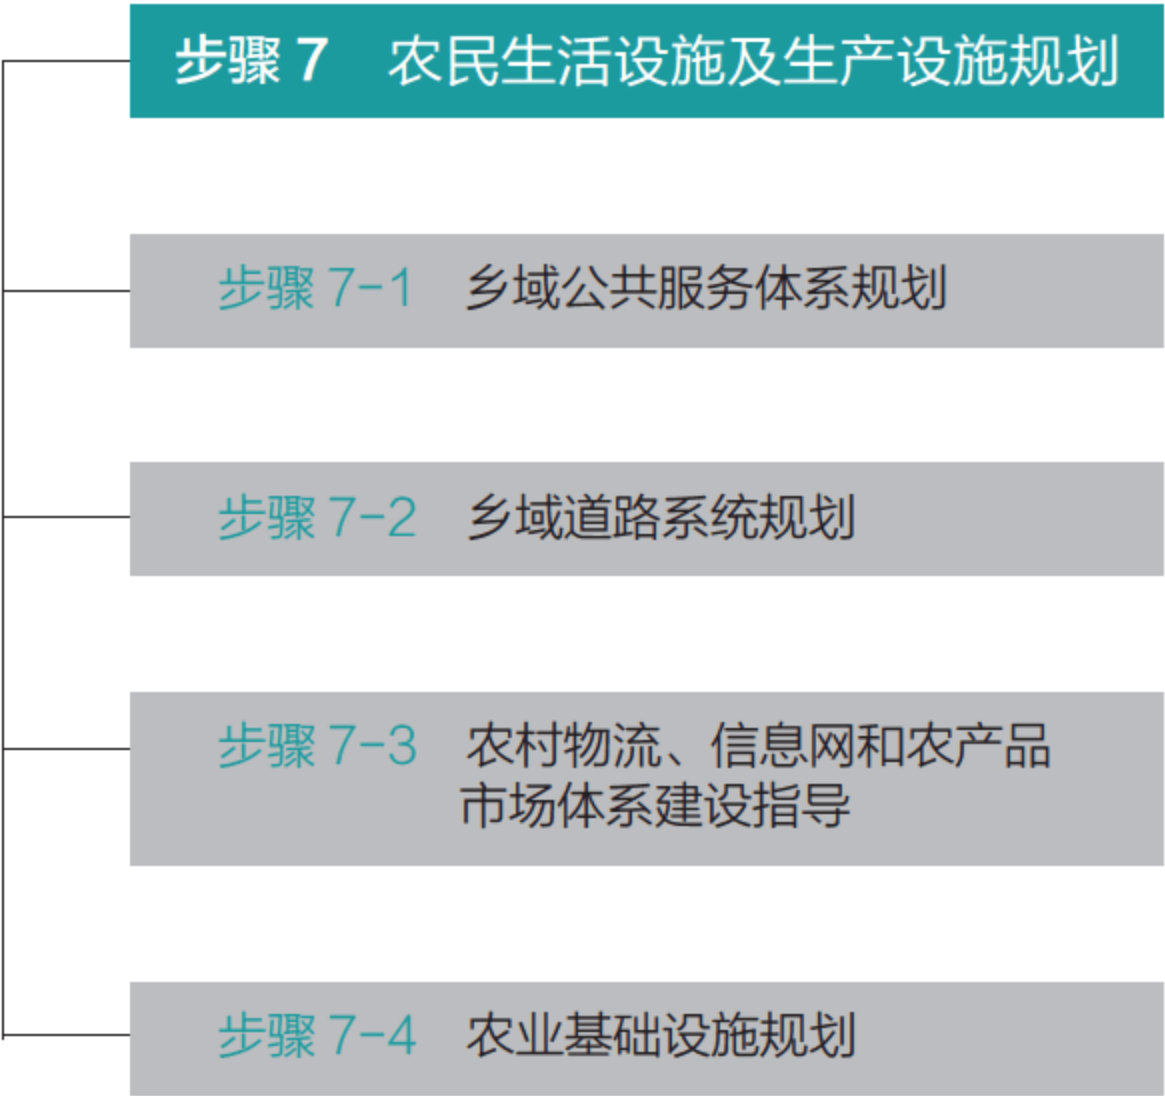 步骤 7 农民生活设施及生产设施规划
步骤 7-1 乡域公共服务体系规划
步骤 7-2 乡域道路系统规划
步骤 7-3 农村物流、信息网和农产品
市场体系建设指导
步骤 7-4 农业基础设施规划